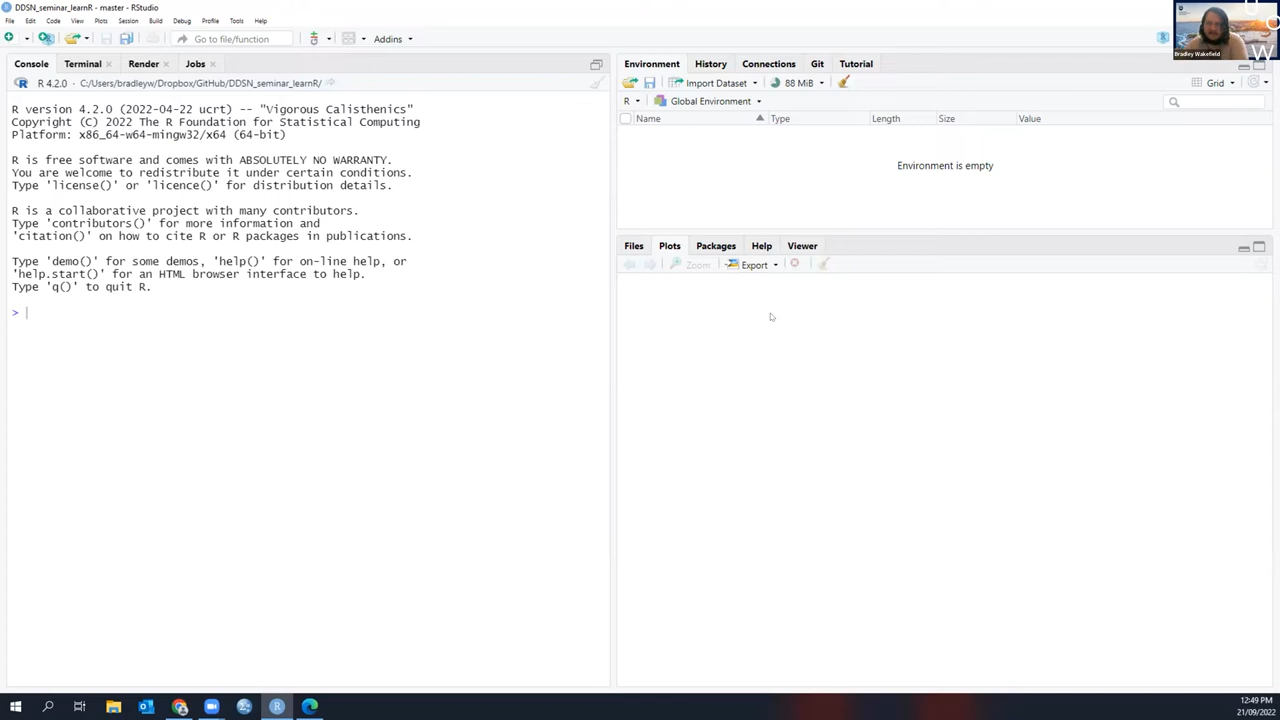 DDSN_seminar_learnR - master - RStudio
File Edit Code View Plots Session Build Debug Profile Tools Help
Go to file/function Addins
Bradley Wakefield
U
O
W
Console Terminal Render Jobs
R 4.2.0 · C:/Users/bradleyw/Dropbox/GitHub/DDSN_seminar_learnR/
R version 4.2.0 (2022-04-22 ucrt) -- "Vigorous Calisthenics"
Copyright (C) 2022 The R Foundation for Statistical Computing
Platform: x86_64-w64-mingw32/x64 (64-bit)
R is free software and comes with ABSOLUTELY NO WARRANTY.
You are welcome to redistribute it under certain conditions.
Type 'license()' or 'licence()' for distribution details.
R is a collaborative project with many contributors.
Type 'contributors()' for more information and
'citation()' on how to cite R or R packages in publications.
Type 'demo()' for some demos, 'help()' for on-line help, or
'help.start()' for an HTML browser interface to help.
Type 'q()' to quit R.
>
Environment History Connections Git Tutorial
Import Dataset 88 MiB Grid
R Global Environment
Name Type Length Size Value
Environment is empty
Files Plots Packages Help Viewer
Zoom Export
12:49 PM
21/09/2022